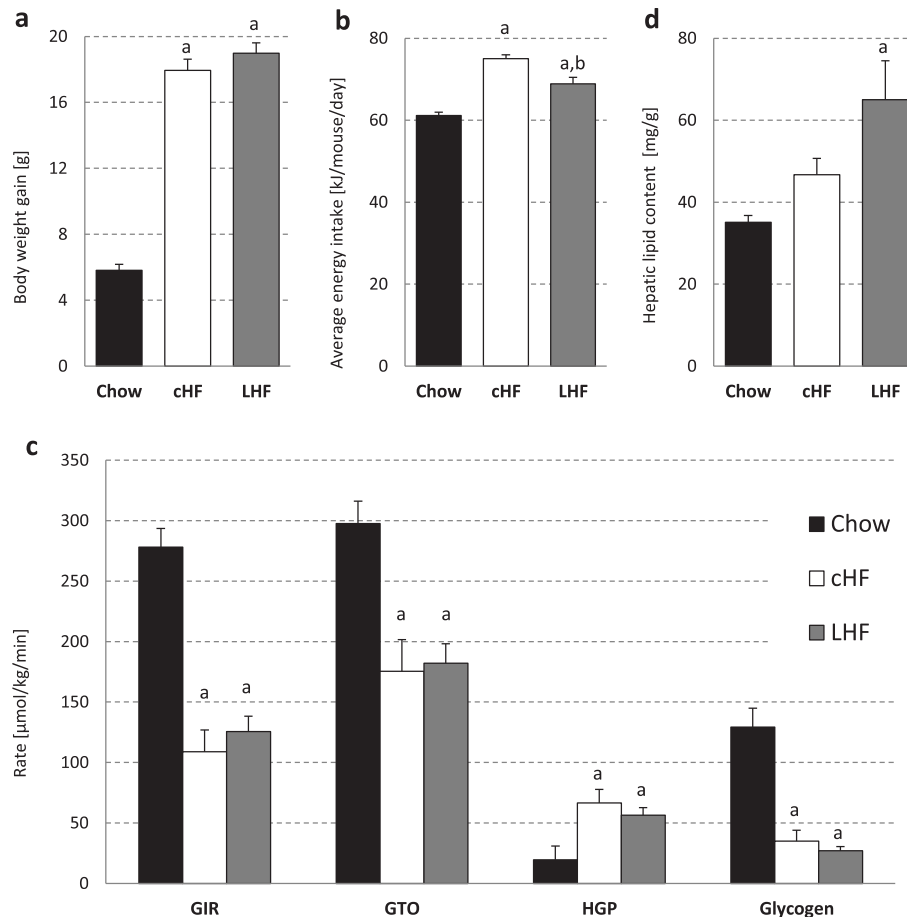 a
Body weight gain [g]
20
16
12
8
4
0
a
a
Chow cHF LHF
b
Average energy intake [kJ/mouse/day]
80
60
40
20
0
a
a,b
Chow cHF LHF
d
Hepatic lipid content [mg/g]
80
60
40
20
0
a
Chow cHF LHF
c
Rate [µmol/kg/min]
350
300
250
200
150
100
50
0
a a
a a
a a
a a
GIR GTO HGP Glycogen
Chow
cHF
LHF